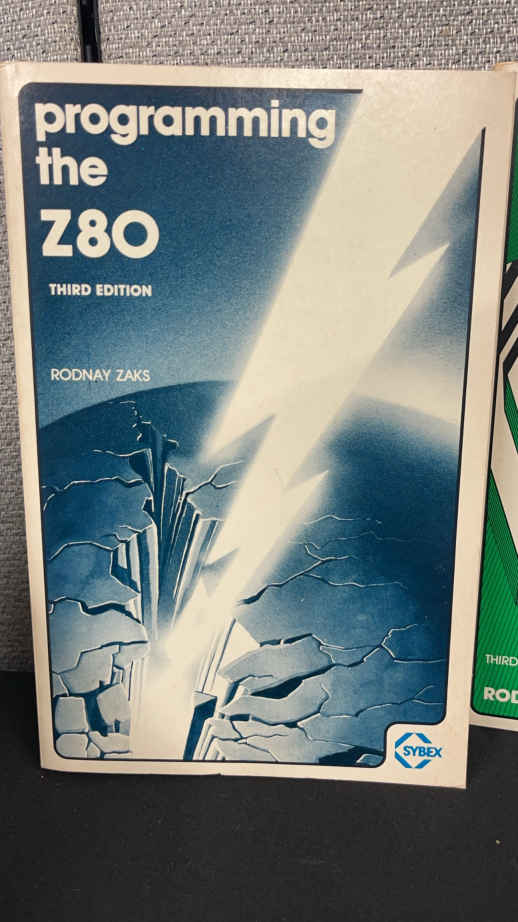 programming
the
Z80
THIRD EDITION
RODNAY ZAKS
SYBEX
THIRD
ROD